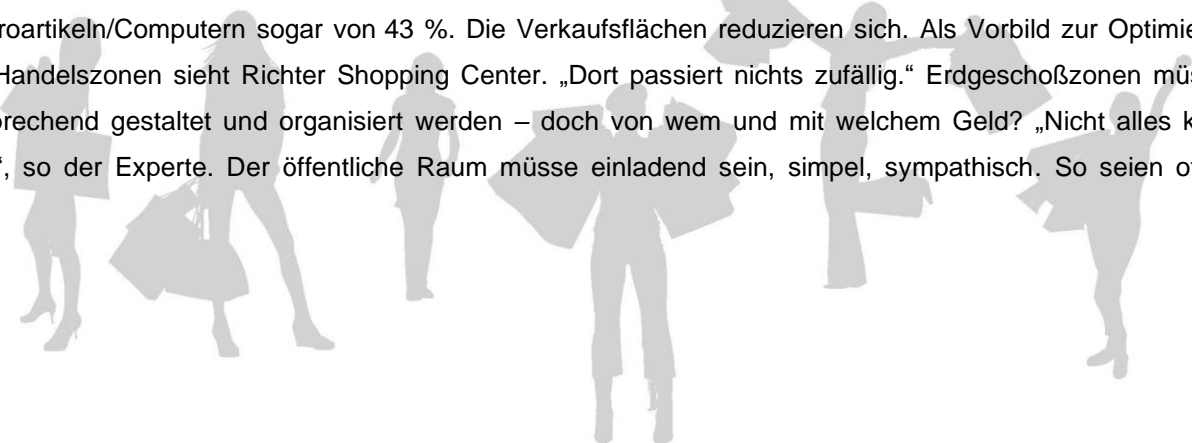 roartikeln/Computern sogar von 43 %. Die Verkaufsflächen reduzieren sich. Als Vorbild zur Optimie
Handelszonen sieht Richter Shopping Center. „Dort passiert nichts zufällig.“ Erdgeschoßzonen müs
prechend gestaltet und organisiert werden – doch von wem und mit welchem Geld? „Nicht alles k
“, so der Experte. Der öffentliche Raum müsse einladend sein, simpel, sympathisch. So seien of